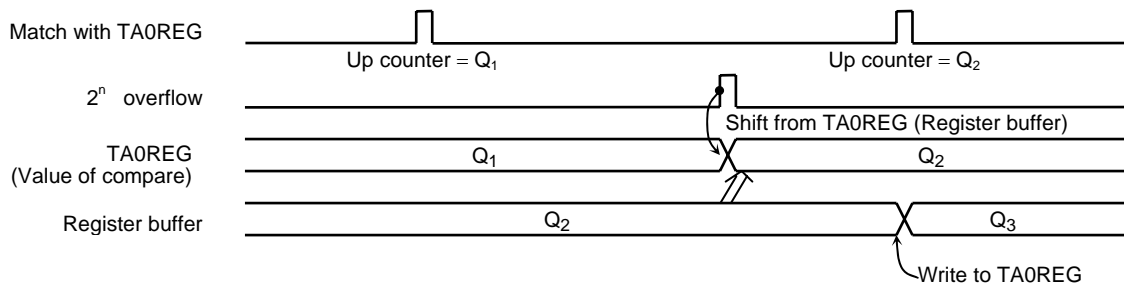 Match with TA0REG
Up counter = Q1
Up counter = Q2
2n overflow
Shift from TA0REG (Register buffer)
TA0REG
(Value of compare)
Q1
Q2
Register buffer
Q2
Q3
Write to TA0REG